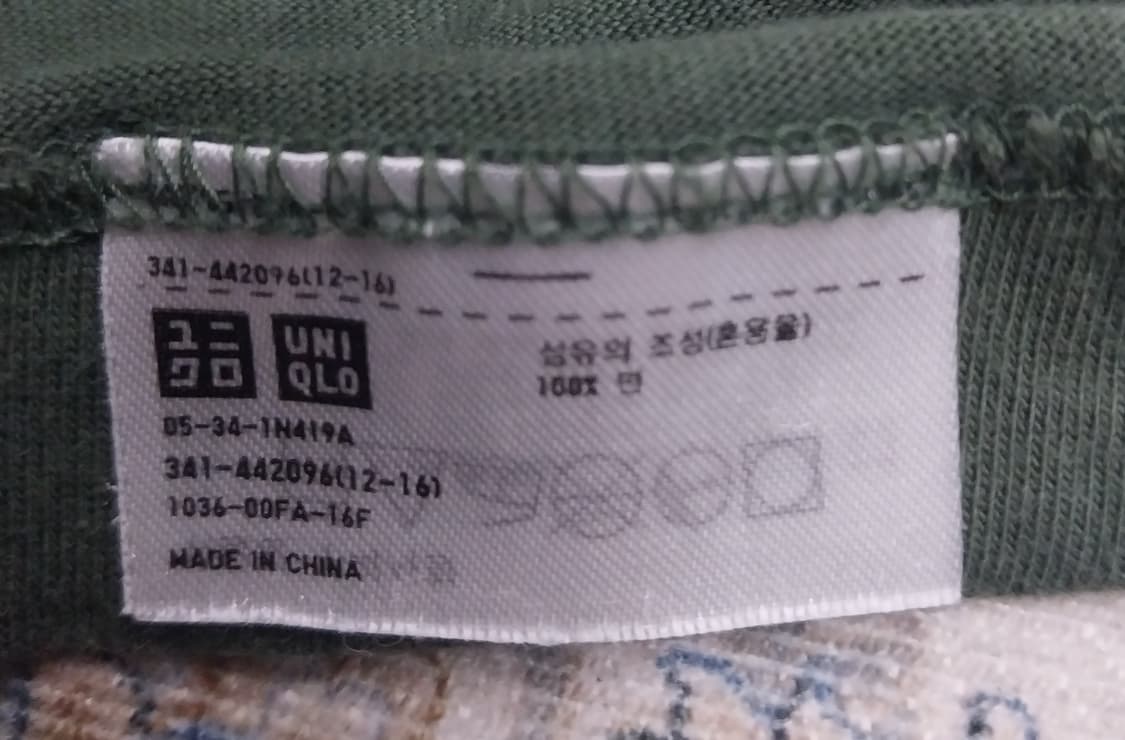 341-442096(12-16)
ユニ
クロ
UNI
QLO
섬유의 조성(혼용율)
100% 면
05-34-1N419A
341-442096(12-16)
1036-00FA-16F
MADE IN CHINA